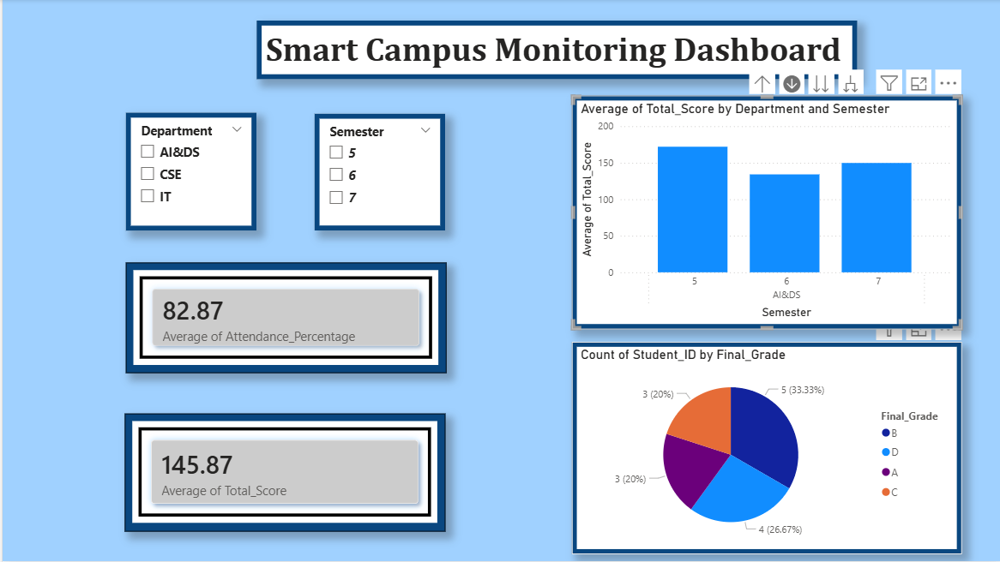 Smart Campus Monitoring Dashboard
Department
AI&DS
CSE
IT
Semester
5
6
7
82.87
Average of Attendance_Percentage
145.87
Average of Total_Score
Average of Total_Score by Department and Semester
Average of Total_Score
200
150
100
50
0
5 6 7
AI&DS
Semester
Count of Student_ID by Final_Grade
3 (20%)
5 (33.33%)
3 (20%)
4 (26.67%)
Final_Grade
B
D
A
C